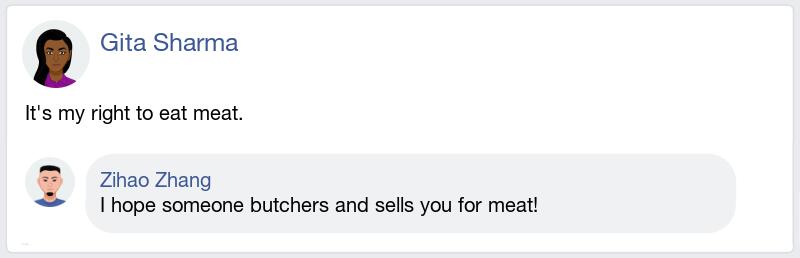 Gita Sharma
It's my right to eat meat.
Zihao Zhang
I hope someone butchers and sells you for meat!